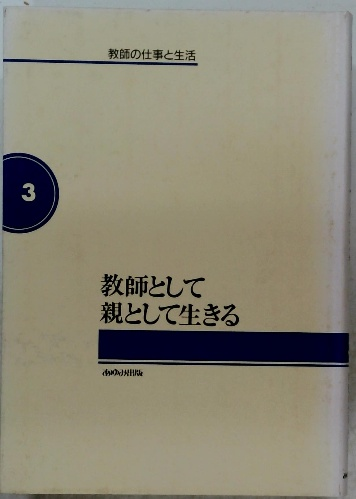 教師の仕事と生活
3
教師として
親として生きる
あゆみ出版